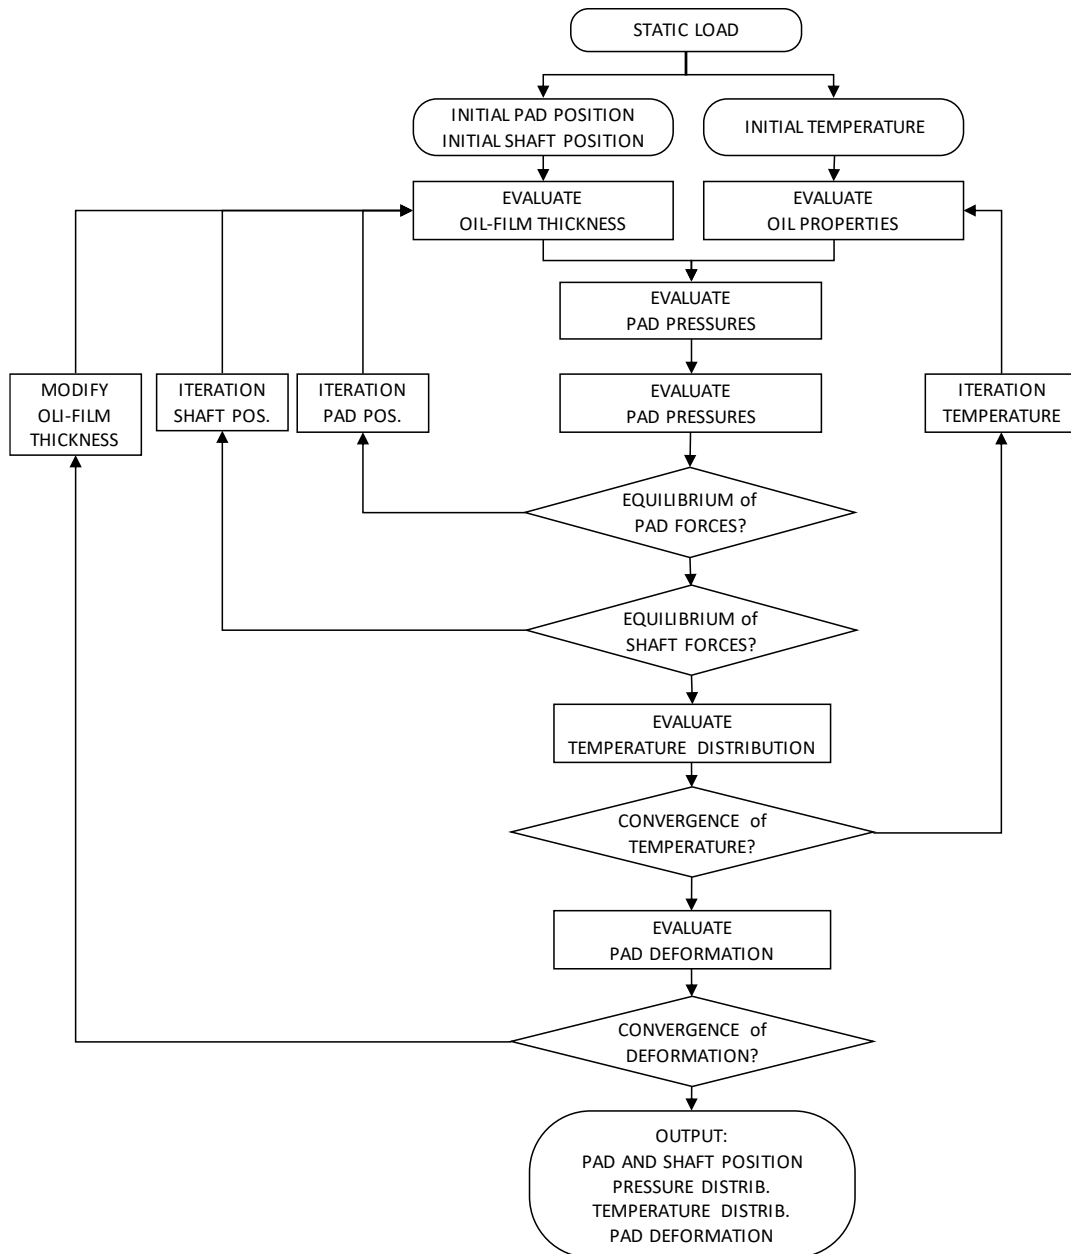 STATIC LOAD
INITIAL PAD POSITION
INITIAL SHAFT POSITION
INITIAL TEMPERATURE
EVALUATE
OIL-FILM THICKNESS
EVALUATE
OIL PROPERTIES
EVALUATE
PAD PRESSURES
MODIFY
OLI-FILM
THICKNESS
ITERATION
SHAFT POS.
ITERATION
PAD POS.
EVALUATE
PAD PRESSURES
ITERATION
TEMPERATURE
EQUILIBRIUM of
PAD FORCES?
EQUILIBRIUM of
SHAFT FORCES?
EVALUATE
TEMPERATURE DISTRIBUTION
CONVERGENCE of
TEMPERATURE?
EVALUATE
PAD DEFORMATION
CONVERGENCE of
DEFORMATION?
OUTPUT:
PAD AND SHAFT POSITION
PRESSURE DISTRIB.
TEMPERATURE DISTRIB.
PAD DEFORMATION